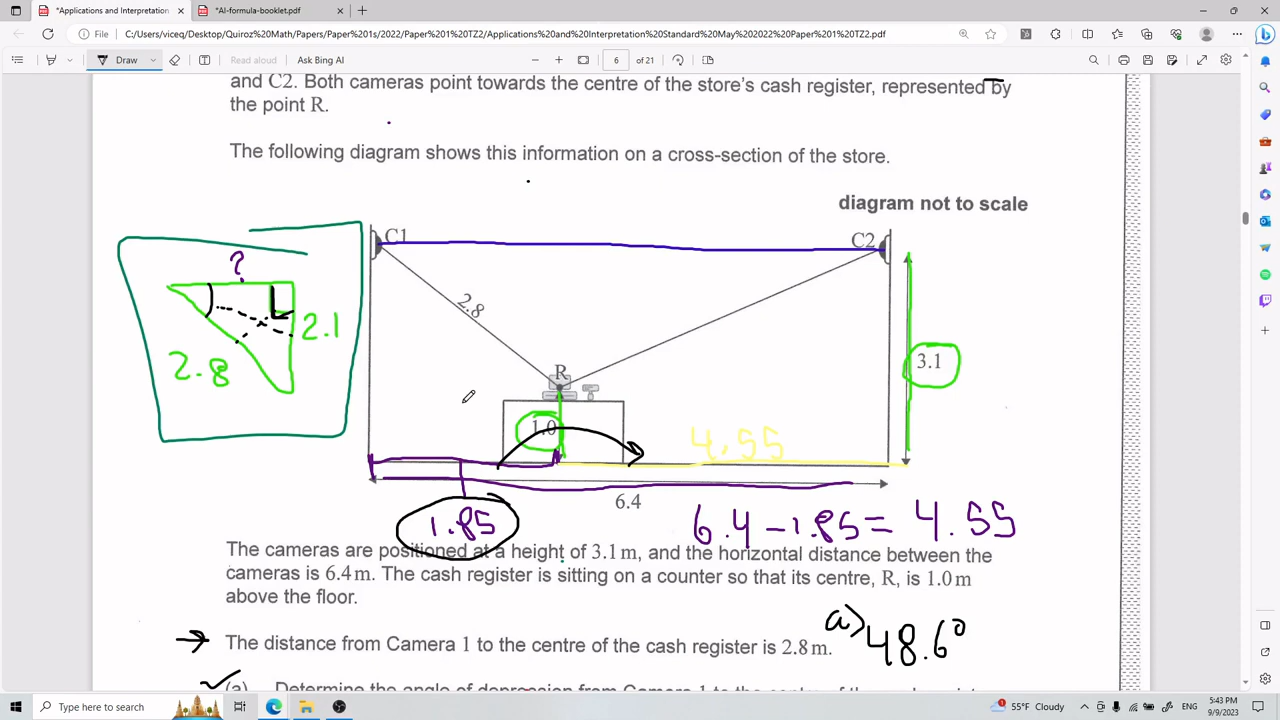 *Applications and Interpretation
*AI-formula-booklet.pdf
File
C:/Users/viceq/Quiroz%20Math/Papers/Paper%201s/2022/Paper%201%20TZ2/Applications%20and%20Interpretation%20Standard%20May%202022%20Paper%201%20TZ2.pdf
Draw
Read aloud
Ask Bing AI
6
of 21
and C2. Both cameras point towards the centre of the store's cash register, represented by
the point R.
The following diagram shows this information on a cross-section of the store.
diagram not to scale
C1
C2
?
2.8
2.1
2.8
3.1
R
1.0
.55
6.4
.85
6.4 - 1.85 = 4.55
The cameras are positioned at a height of 3.1 m, and the horizontal distance between the
cameras is 6.4 m. The cash register is sitting on a counter so that its centre, R, is 1.0 m
above the floor.
a)
48.6°
The distance from Camera 1 to the centre of the cash register is 2.8 m.
(a) Determine the angle of depression from Camera
Type here to search
55°F Cloudy
5:43 PM
9/9/2023